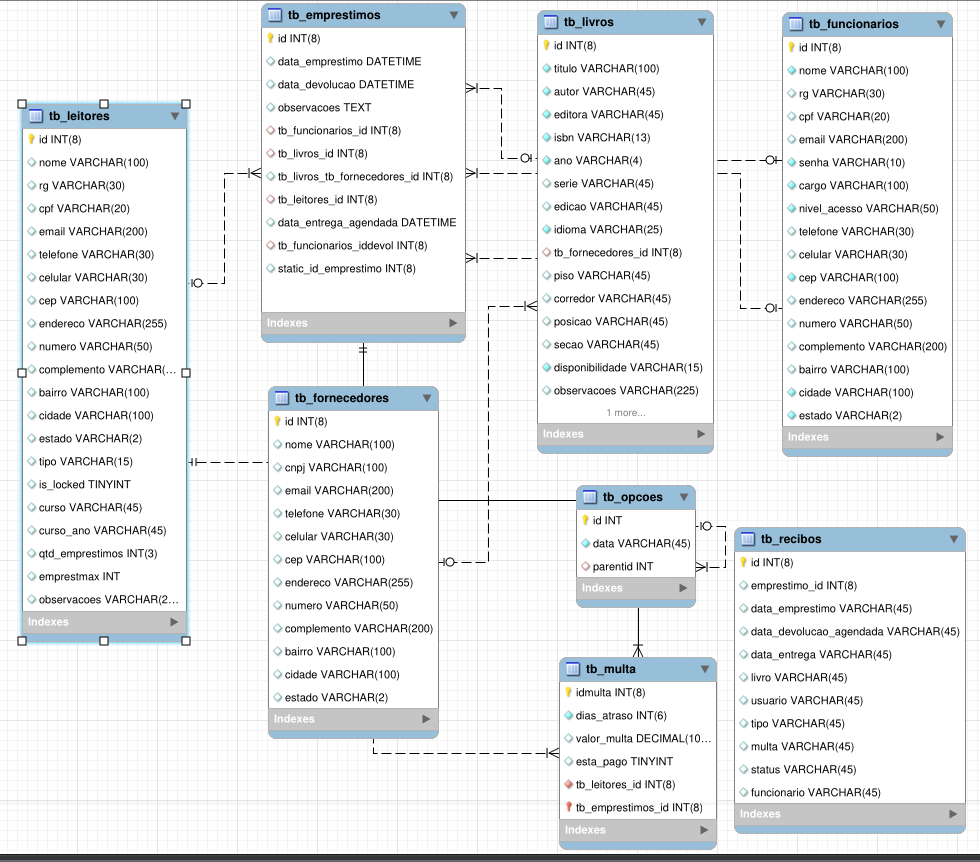 tb_leitores
id INT(8)
nome VARCHAR(100)
rg VARCHAR(30)
cpf VARCHAR(20)
email VARCHAR(200)
telefone VARCHAR(30)
celular VARCHAR(30)
cep VARCHAR(100)
endereco VARCHAR(255)
numero VARCHAR(50)
complemento VARCHAR(...
bairro VARCHAR(100)
cidade VARCHAR(100)
estado VARCHAR(2)
tipo VARCHAR(15)
is_locked TINYINT
curso VARCHAR(45)
curso_ano VARCHAR(45)
qtd_emprestimos INT(3)
emprestmax INT
observacoes VARCHAR(2...
Indexes
tb_emprestimos
id INT(8)
data_emprestimo DATETIME
data_devolucao DATETIME
observacoes TEXT
tb_funcionarios_id INT(8)
tb_livros_id INT(8)
tb_livros_tb_fornecedores_id INT(8)
tb_leitores_id INT(8)
data_entrega_agendada DATETIME
tb_funcionarios_iddevol INT(8)
static_id_emprestimo INT(8)
Indexes
tb_fornecedores
id INT(8)
nome VARCHAR(100)
cnpj VARCHAR(100)
email VARCHAR(200)
telefone VARCHAR(30)
celular VARCHAR(30)
cep VARCHAR(100)
endereco VARCHAR(255)
numero VARCHAR(50)
complemento VARCHAR(200)
bairro VARCHAR(100)
cidade VARCHAR(100)
estado VARCHAR(2)
Indexes
tb_livros
id INT(8)
titulo VARCHAR(100)
autor VARCHAR(45)
editora VARCHAR(45)
isbn VARCHAR(13)
ano VARCHAR(4)
serie VARCHAR(45)
edicao VARCHAR(45)
idioma VARCHAR(25)
tb_fornecedores_id INT(8)
piso VARCHAR(45)
corredor VARCHAR(45)
posicao VARCHAR(45)
secao VARCHAR(45)
disponibilidade VARCHAR(15)
observacoes VARCHAR(225)
1 more...
Indexes
tb_funcionarios
id INT(8)
nome VARCHAR(100)
rg VARCHAR(30)
cpf VARCHAR(20)
email VARCHAR(200)
senha VARCHAR(10)
cargo VARCHAR(100)
nivel_acesso VARCHAR(50)
telefone VARCHAR(30)
celular VARCHAR(30)
cep VARCHAR(100)
endereco VARCHAR(255)
numero VARCHAR(50)
complemento VARCHAR(200)
bairro VARCHAR(100)
cidade VARCHAR(100)
estado VARCHAR(2)
Indexes
tb_opcoes
id INT
data VARCHAR(45)
parentid INT
Indexes
tb_multa
idmulta INT(8)
dias_atraso INT(6)
valor_multa DECIMAL(10...
esta_pago TINYINT
tb_leitores_id INT(8)
tb_emprestimos_id INT(8)
Indexes
tb_recibos
id INT(8)
emprestimo_id INT(8)
data_emprestimo VARCHAR(45)
data_devolucao_agendada VARCHAR(45)
data_entrega VARCHAR(45)
livro VARCHAR(45)
usuario VARCHAR(45)
tipo VARCHAR(45)
multa VARCHAR(45)
status VARCHAR(45)
funcionario VARCHAR(45)
Indexes